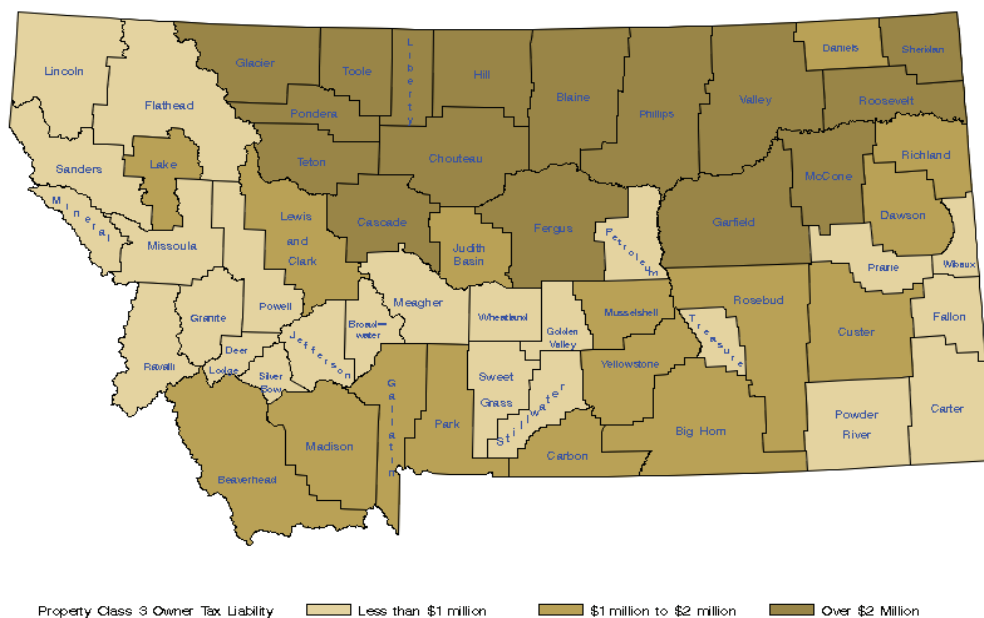 Lincoln
Flathead
Glacier
Toole
Liberty
Hill
Blaine
Phillips
Valley
Daniels
Sheridan
Roosevelt
Pondera
Teton
Chouteau
Sanders
Lake
Mineral
Missoula
Lewis
and
Clark
Cascade
Judith
Basin
Fergus
Petroleum
Garfield
McCone
Richland
Dawson
Prairie
Wibaux
Powell
Granite
Ravalli
Deer
Lodge
Silver
Bow
Jefferson
Broad-
water
Meagher
Wheatland
Golden
Valley
Musselshell
Rosebud
Treasure
Custer
Fallon
Sweet
Grass
Stillwater
Yellowstone
Beaverhead
Madison
Gallatin
Park
Carbon
Big Horn
Powder
River
Carter
Property Class 3 Owner Tax Liability Less than $1 million $1 million to $2 million Over $2 Million